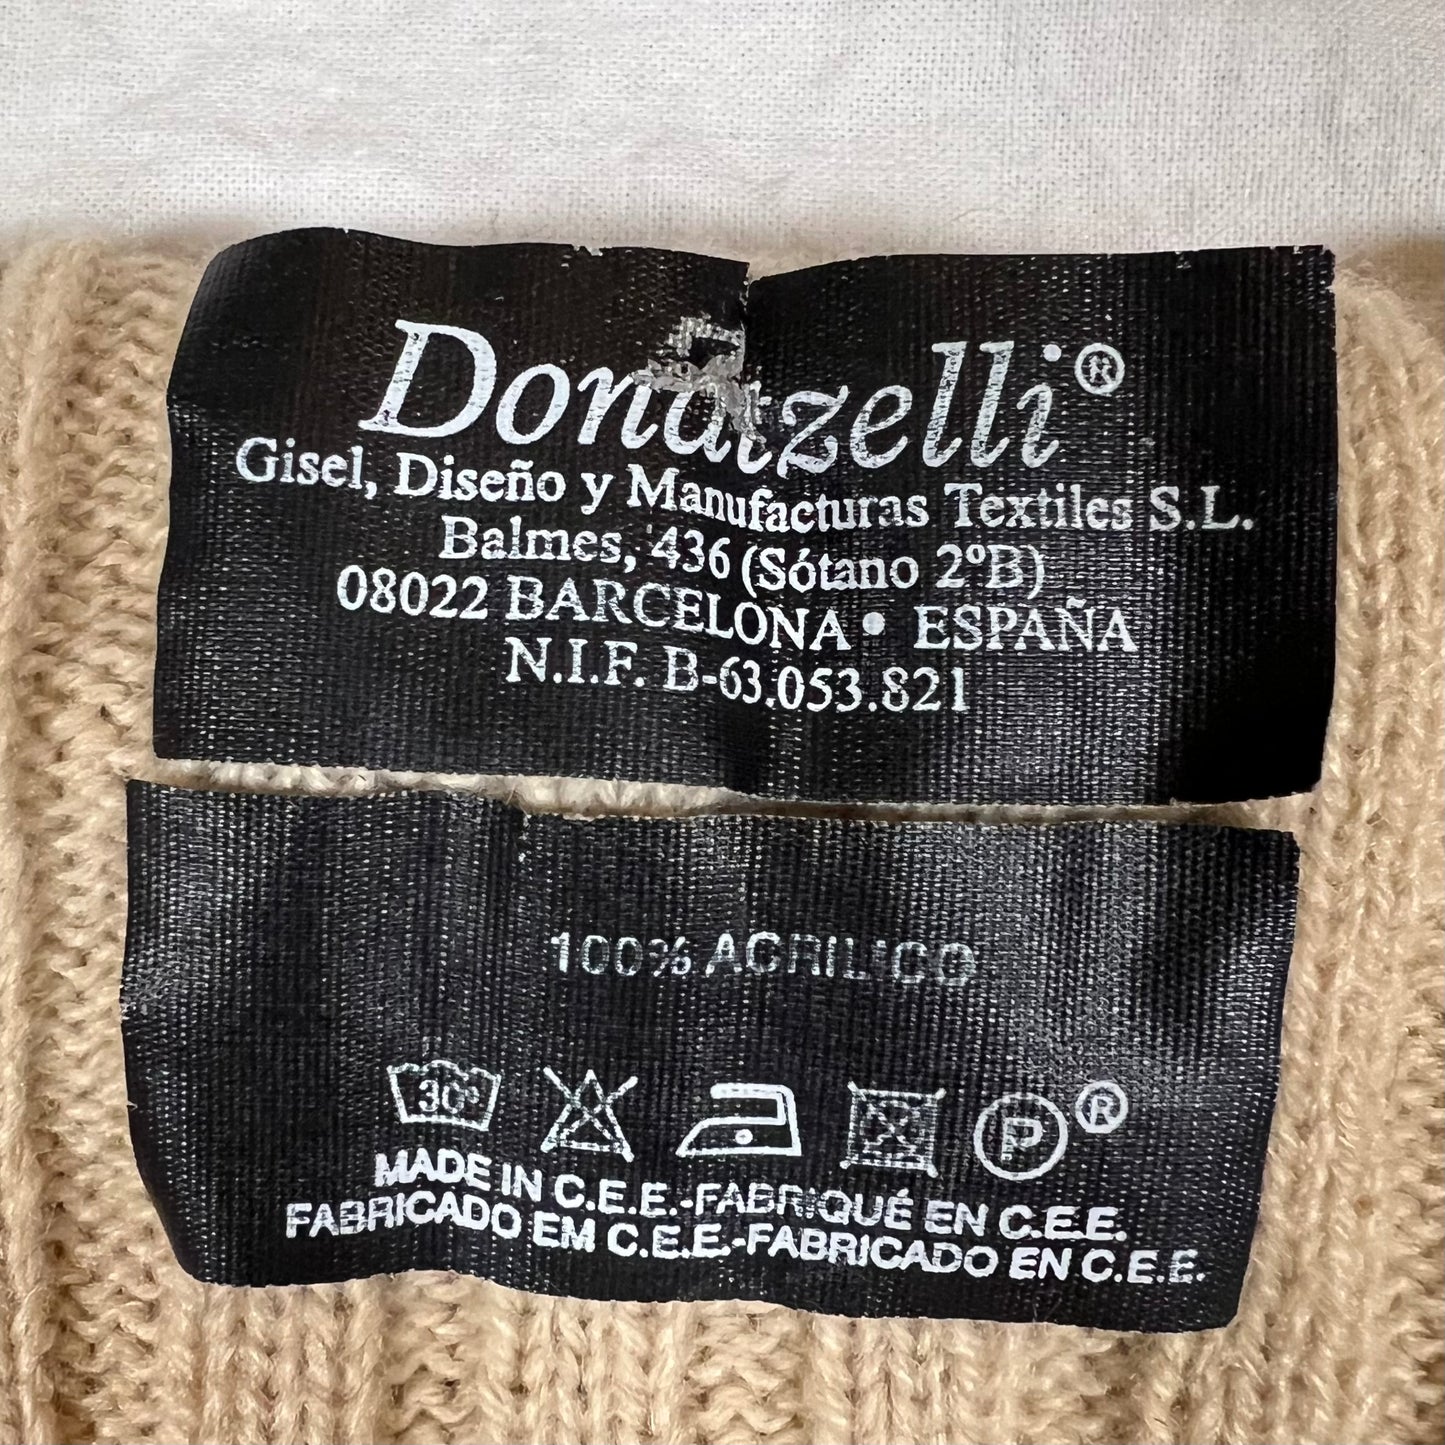 Donatzelli®
Gisel, Diseño y Manufacturas Textiles S.L.
Balmes, 436 (Sótano 2ºB)
08022 BARCELONA • ESPAÑA
N.I.F. B-63.053.821
100% ACRILICO
30º P ®
MADE IN C.E.E.-FABRIQUÉ EN C.E.E.
FABRICADO EM C.E.E.-FABRICADO EN C.E.E.